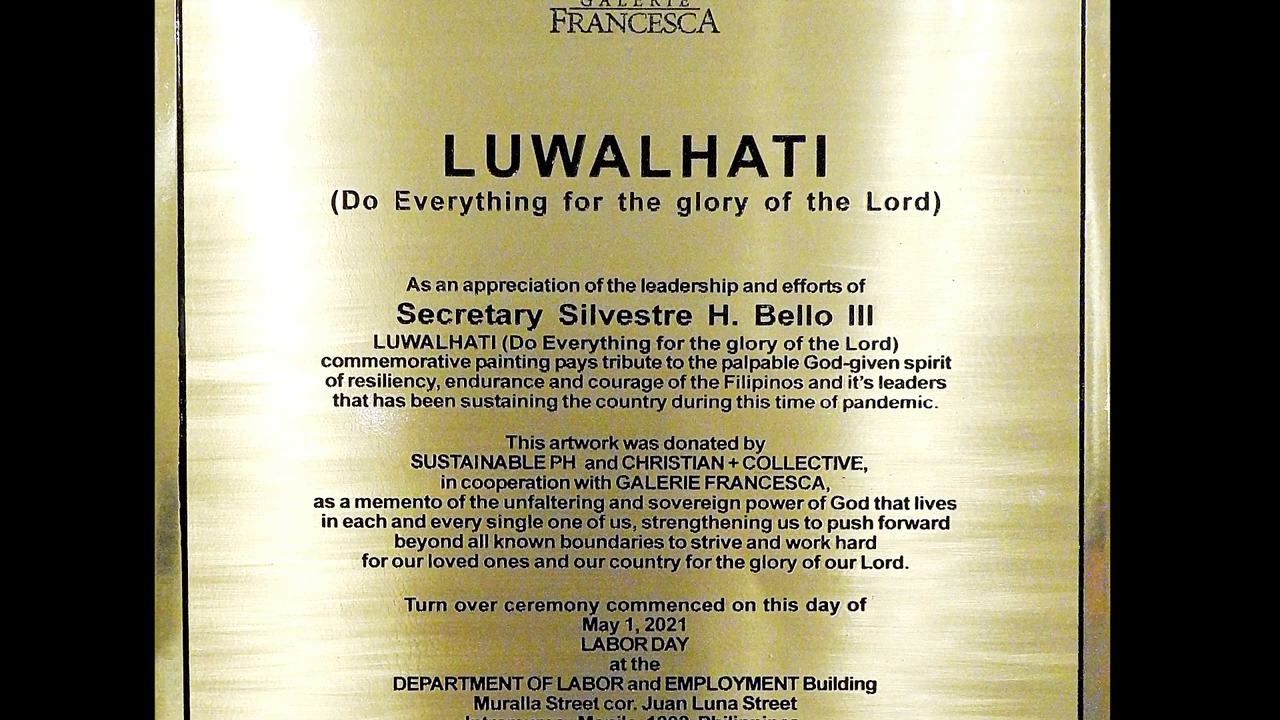 GALERIE
FRANCESCA
LUWALHATI
(Do Everything for the glory of the Lord)
As an appreciation of the leadership and efforts of
Secretary Silvestre H. Bello III
LUWALHATI (Do Everything for the glory of the Lord)
commemorative painting pays tribute to the palpable God-given spirit
of resiliency, endurance and courage of the Filipinos and it's leaders
that has been sustaining the country during this time of pandemic.
This artwork was donated by
SUSTAINABLE PH and CHRISTIAN + COLLECTIVE,
in cooperation with GALERIE FRANCESCA,
as a memento of the unfaltering and sovereign power of God that lives
in each and every single one of us, strengthening us to push forward
beyond all known boundaries to strive and work hard
for our loved ones and our country for the glory of our Lord.
Turn over ceremony commenced on this day of
May 1, 2021
LABOR DAY
at the
DEPARTMENT OF LABOR and EMPLOYMENT Building
Muralla Street cor. Juan Luna Street